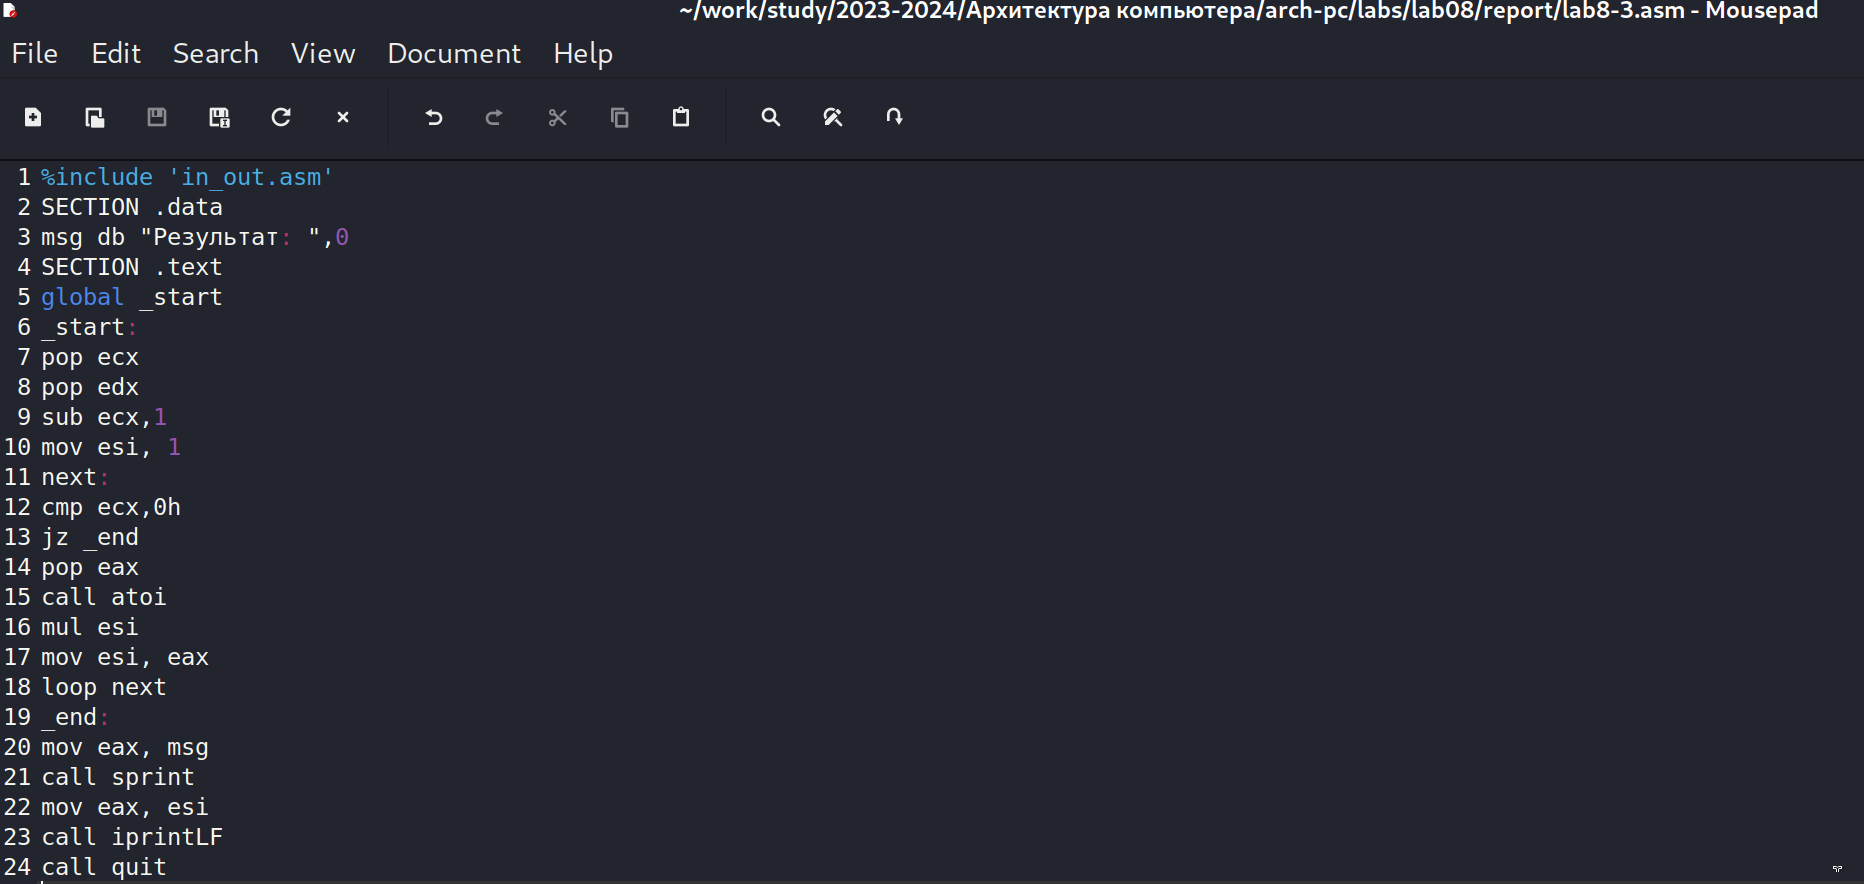 ~/work/study/2023-2024/Архитектура компьютера/arch-pc/labs/lab08/report/lab8-3.asm - Mousepad
File Edit Search View Document Help
1 %include 'in_out.asm'
2 SECTION .data
3 msg db "Результат: ",0
4 SECTION .text
5 global _start
6 _start:
7 pop ecx
8 pop edx
9 sub ecx,1
10 mov esi, 1
11 next:
12 cmp ecx,0h
13 jz _end
14 pop eax
15 call atoi
16 mul esi
17 mov esi, eax
18 loop next
19 _end:
20 mov eax, msg
21 call sprint
22 mov eax, esi
23 call iprintLF
24 call quit